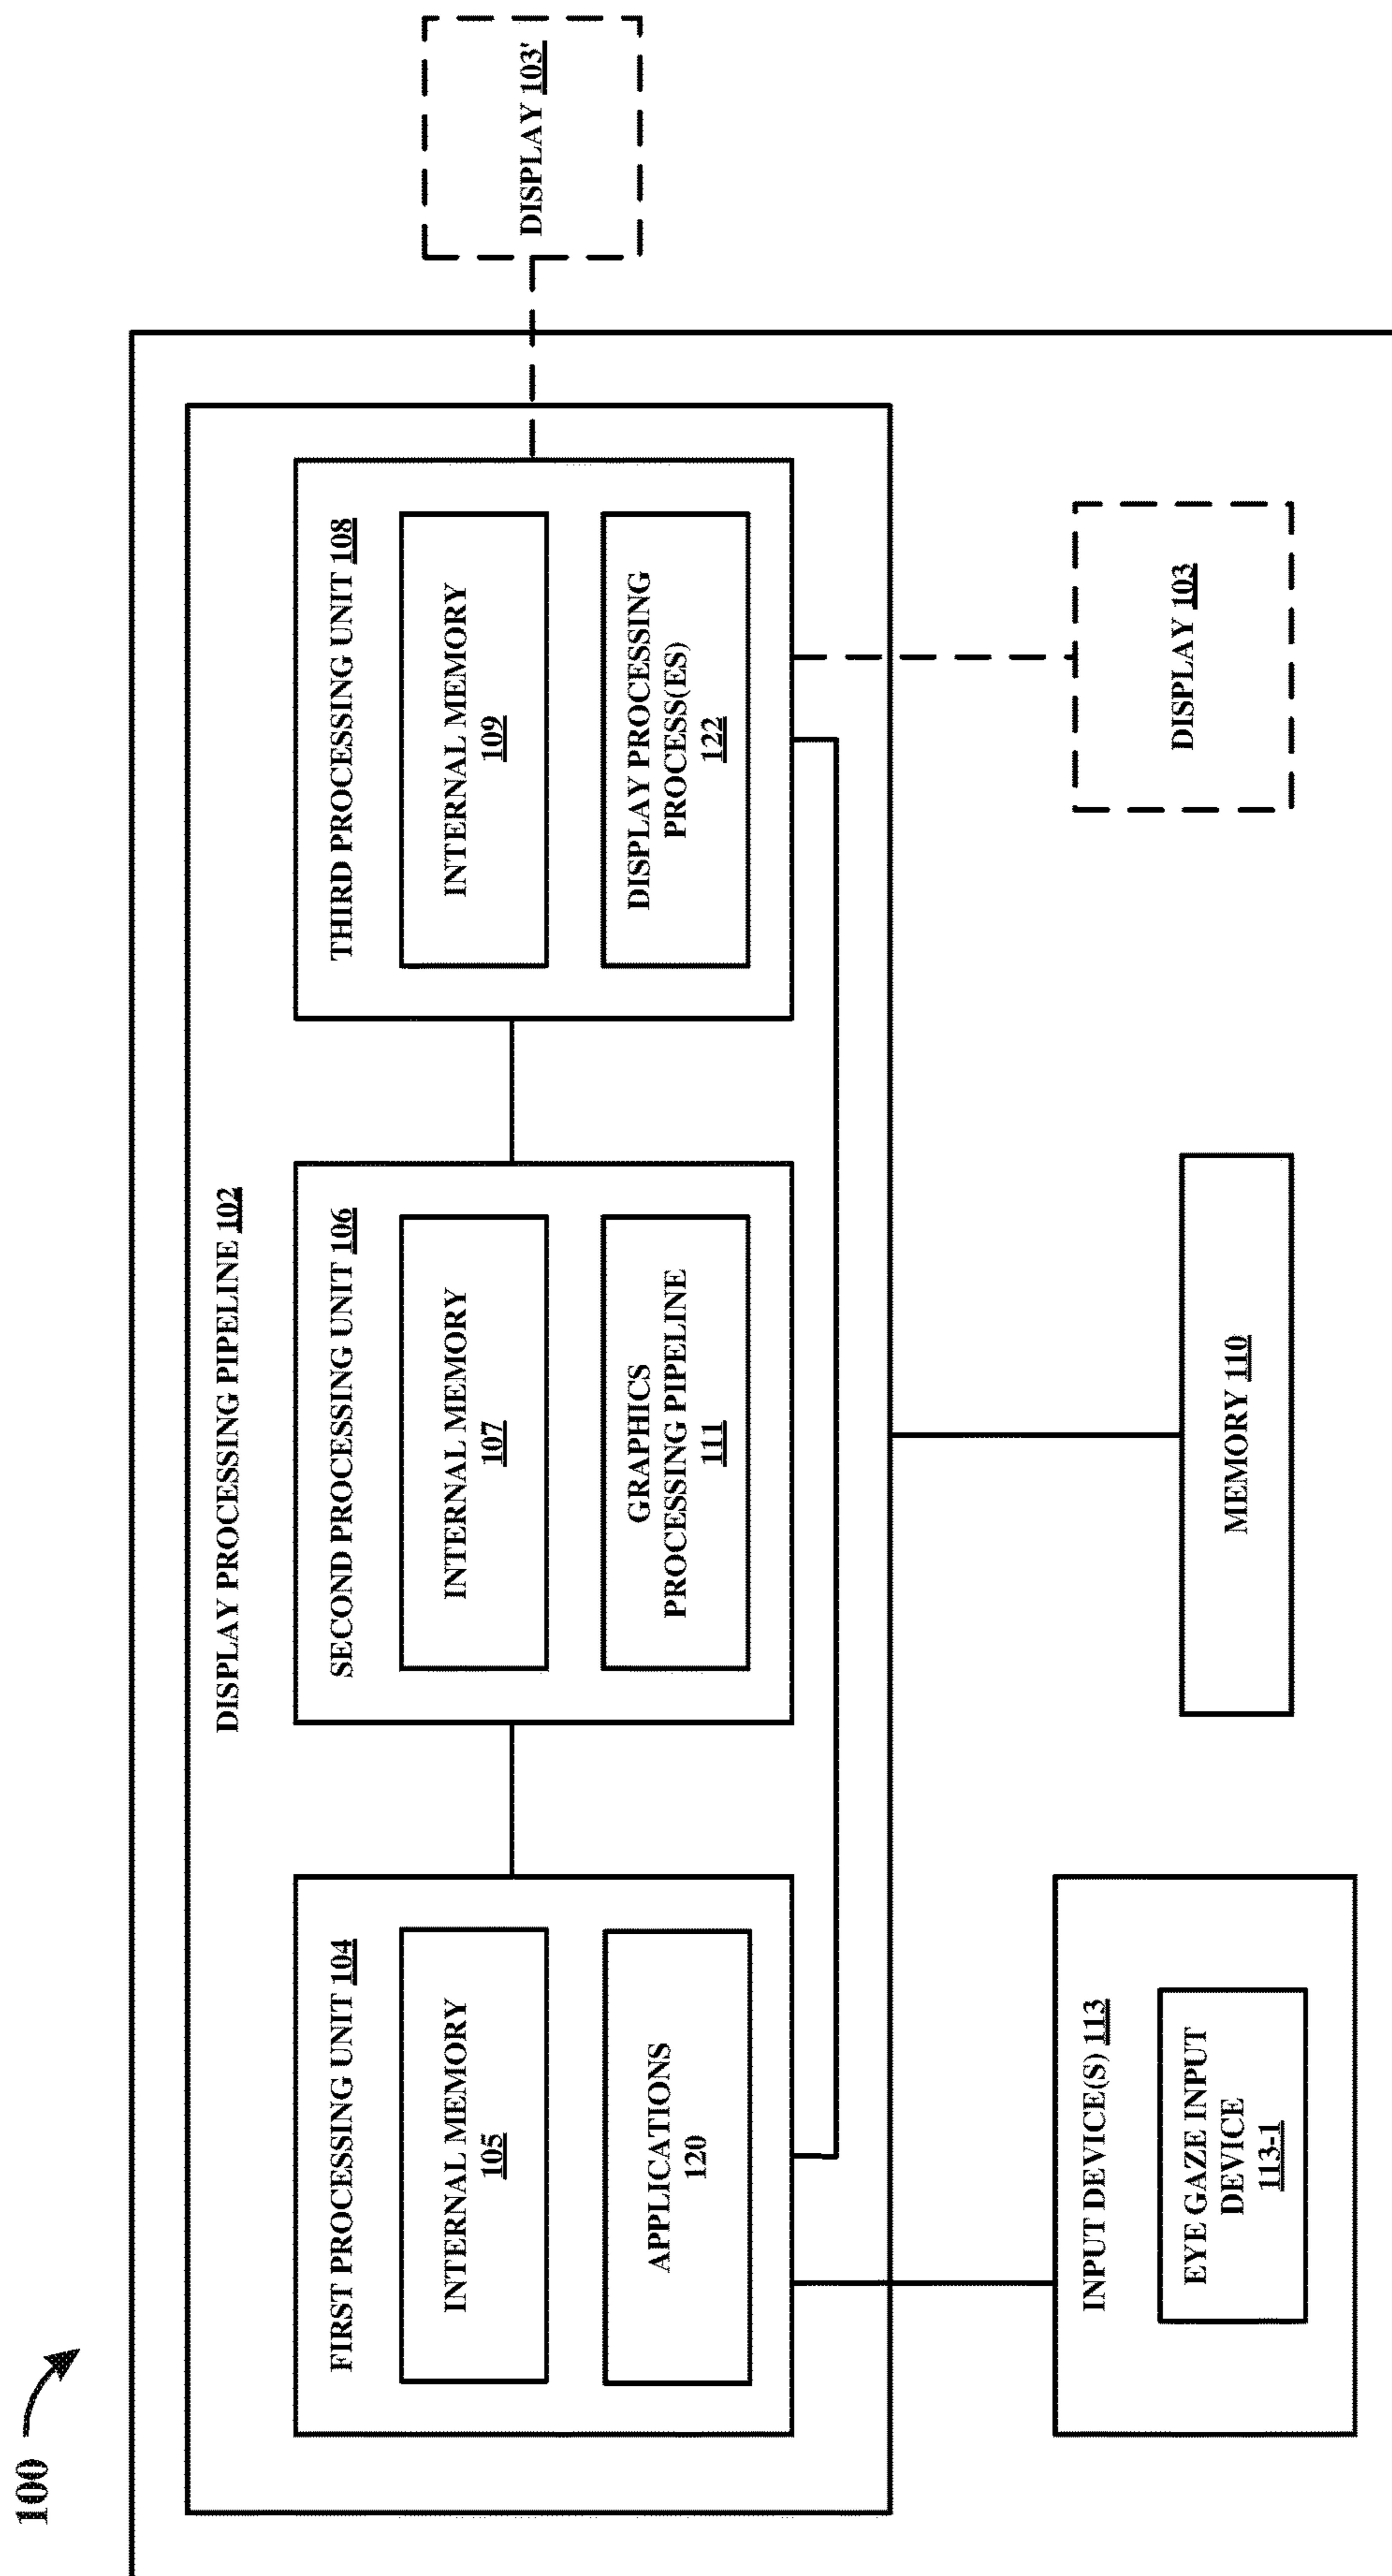 100
DISPLAY PROCESSING PIPELINE 102
FIRST PROCESSING UNIT 104
INTERNAL MEMORY
105
APPLICATIONS
120
SECOND PROCESSING UNIT 106
INTERNAL MEMORY
107
GRAPHICS
PROCESSING PIPELINE
111
THIRD PROCESSING UNIT 108
INTERNAL MEMORY
109
DISPLAY PROCESSING
PROCESS(ES)
122
DISPLAY 103'
INPUT DEVICE(S) 113
EYE GAZE INPUT
DEVICE
113-1
MEMORY 110
DISPLAY 103